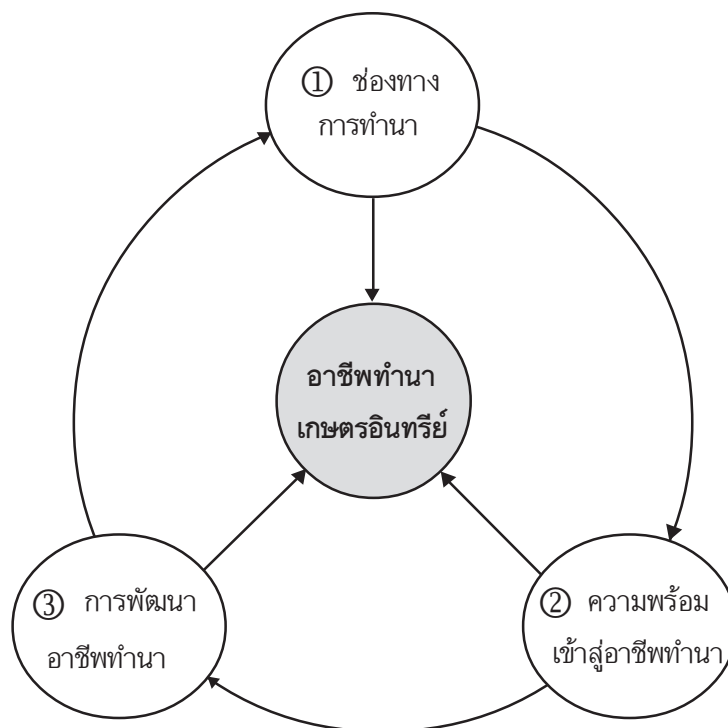 ① ช่องทาง
การทำนา
อาชีพทำนา
เกษตรอินทรีย์
③ การพัฒนา
อาชีพทำนา
② ความพร้อม
เข้าสู่อาชีพทำนา